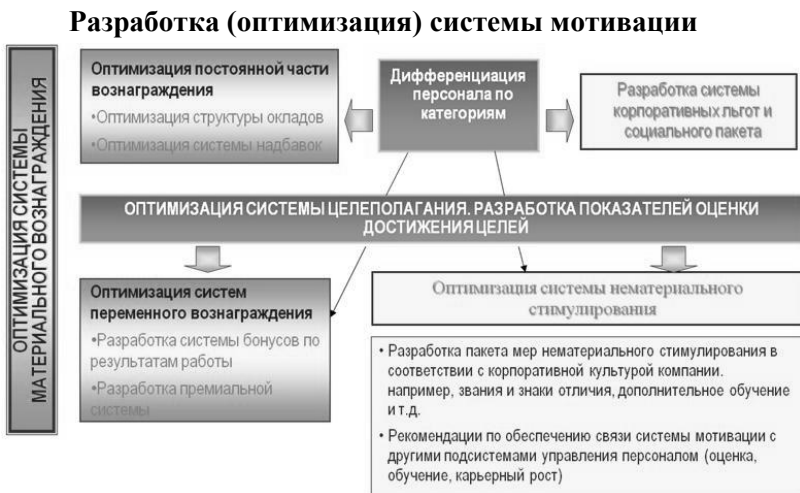 Разработка (оптимизация) системы мотивации
ОПТИМИЗАЦИЯ СИСТЕМЫ
МАТЕРИАЛЬНОГО ВОЗНАГРАЖДЕНИЯ
Оптимизация постоянной части
вознаграждения
•Оптимизация структуры окладов
•Оптимизация системы надбавок
Дифференциация
персонала по
категориям
Разработка системы
корпоративных льгот и
социального пакета
ОПТИМИЗАЦИЯ СИСТЕМЫ ЦЕЛЕПОЛАГАНИЯ. РАЗРАБОТКА ПОКАЗАТЕЛЕЙ ОЦЕНКИ
ДОСТИЖЕНИЯ ЦЕЛЕЙ
Оптимизация систем
переменного вознаграждения
•Разработка системы бонусов по
результатам работы
•Разработка премиальной
системы
Оптимизация системы нематериального
стимулирования
• Разработка пакета мер нематериального стимулирования в
соответствии с корпоративной культурой компании.
например, звания и знаки отличия, дополнительное обучение
и т.д.
• Рекомендации по обеспечению связи системы мотивации с
другими подсистемами управления персоналом (оценка,
обучение, карьерный рост)